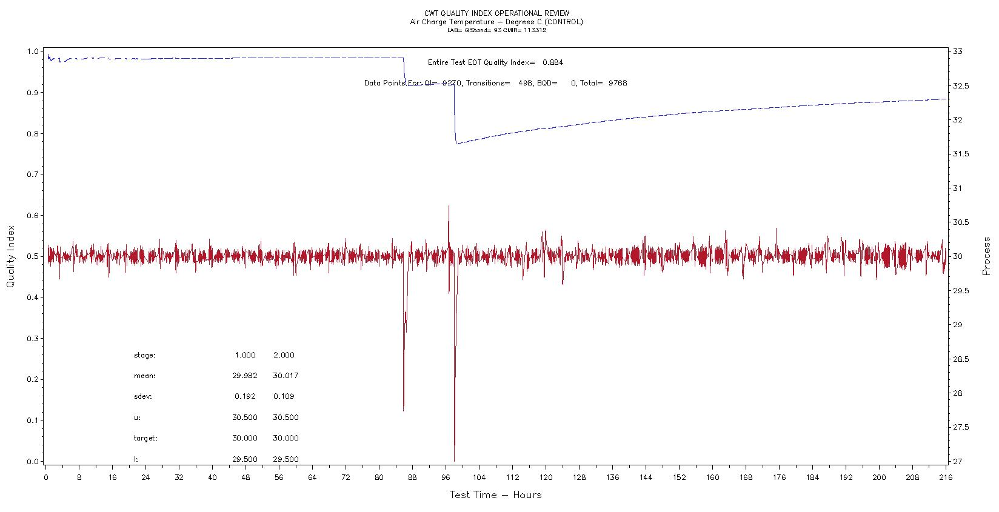 CWT QUALITY INDEX OPERATIONAL REVIEW
Air Charge Temperature – Degrees C (CONTROL)
LAB= G Stand= 93 CMIR= 113312
Entire Test EOT Quality Index= 0.884
Data Points For: QI= 9270, Transitions= 498, BQD= 0, Total= 9768
Quality Index
1.0
0.9
0.8
0.7
0.6
0.5
0.4
0.3
0.2
0.1
0.0
33
32.5
32
31.5
31
30.5
30
29.5
29
28.5
28
27.5
27
Process
stage: 1.000 2.000
mean: 29.982 30.017
sdev: 0.192 0.109
u: 30.500 30.500
target: 30.000 30.000
l: 29.500 29.500
0 8 16 24 32 40 48 56 64 72 80 88 96 104 112 120 128 136 144 152 160 168 176 184 192 200 208 216
Test Time – Hours